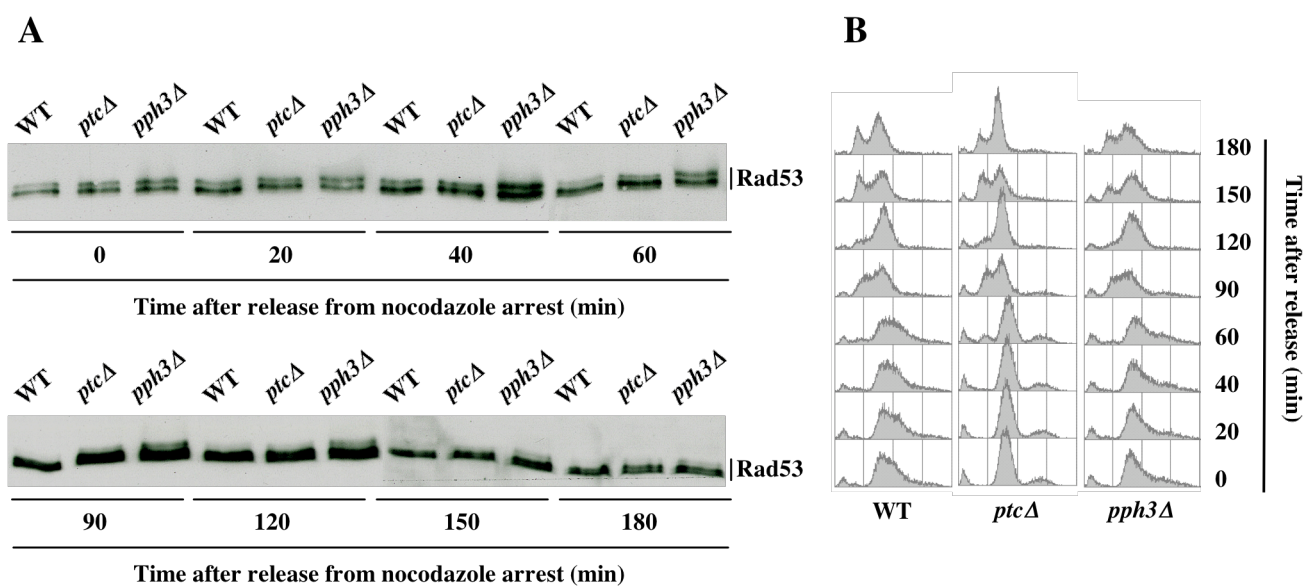 A
WT ptcΔ pph3Δ WT ptcΔ pph3Δ WT ptcΔ pph3Δ WT ptcΔ pph3Δ
Rad53
0 20 40 60
Time after release from nocodazole arrest (min)
WT ptcΔ pph3Δ WT ptcΔ pph3Δ WT ptcΔ pph3Δ WT ptcΔ pph3Δ
Rad53
90 120 150 180
Time after release from nocodazole arrest (min)
B
180
150
120
90
60
40
20
0
Time after release (min)
WT ptcΔ pph3Δ